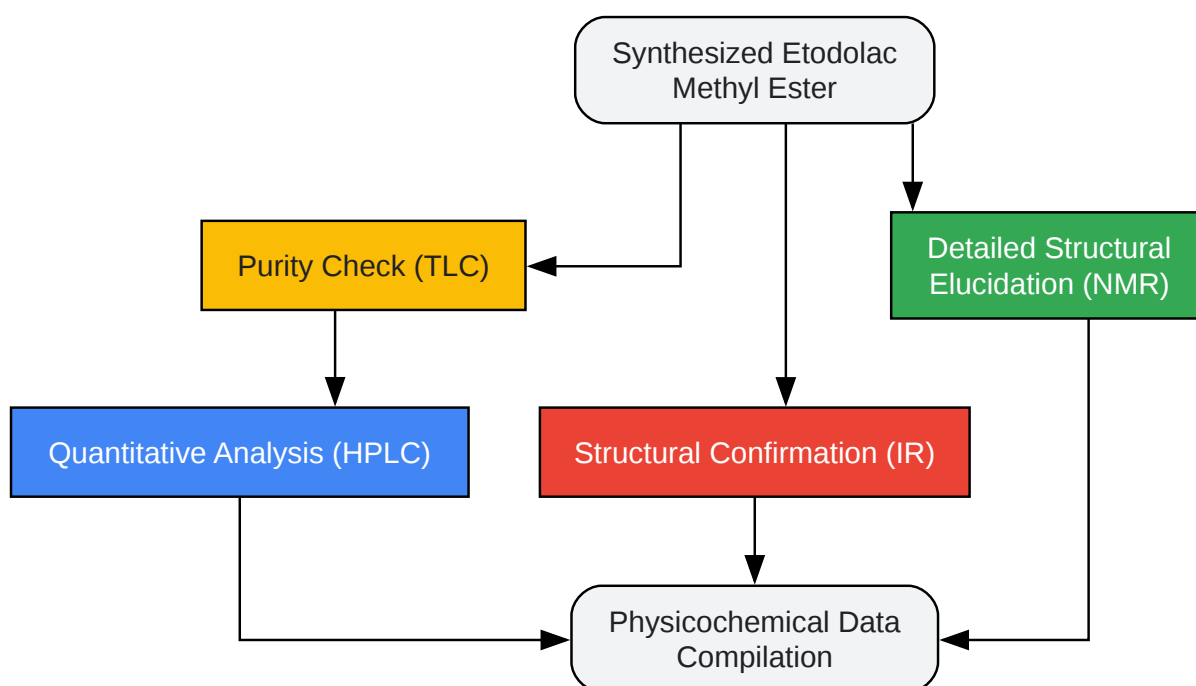 Synthesized Etodolac
Methyl Ester
Purity Check (TLC)
Detailed Structural
Elucidation (NMR)
Quantitative Analysis (HPLC)
Structural Confirmation (IR)
Physicochemical Data
Compilation